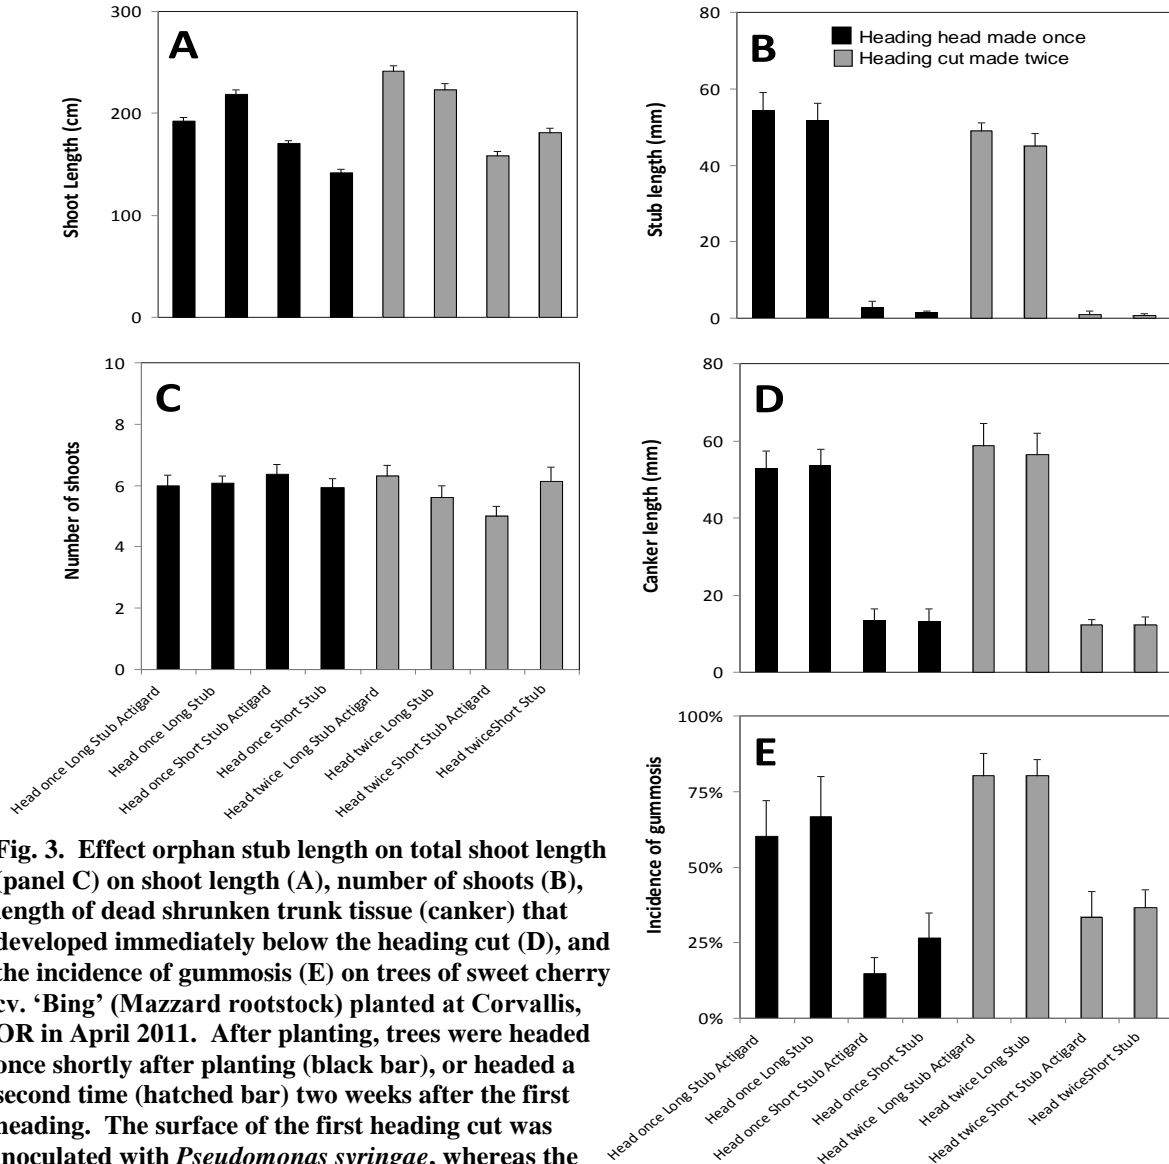 300
200
100
0
Shoot Length (cm)
A
80
60
40
20
0
Stub length (mm)
B
Heading head made once
Heading cut made twice
10
8
6
4
2
0
Number of shoots
C
Head once Long Stub Actigard
Head once Long Stub
Head once Short Stub Actigard
Head once Short Stub
Head twice Long Stub Actigard
Head twice Long Stub
Head twice Short Stub Actigard
Head twiceShort Stub
80
60
40
20
0
Canker length (mm)
D
100%
75%
50%
25%
0%
Incidence of gummosis
E
Head once Long Stub Actigard
Head once Long Stub
Head once Short Stub Actigard
Head once Short Stub
Head twice Long Stub Actigard
Head twice Long Stub
Head twice Short Stub Actigard
Head twiceShort Stub
Fig. 3. Effect orphan stub length on total shoot length
(panel C) on shoot length (A), number of shoots (B),
length of dead shrunken trunk tissue (canker) that
developed immediately below the heading cut (D), and
the incidence of gummosis (E) on trees of sweet cherry
cv. ‘Bing’ (Mazzard rootstock) planted at Corvallis,
OR in April 2011. After planting, trees were headed
once shortly after planting (black bar), or headed a
second time (hatched bar) two weeks after the first
heading. The surface of the first heading cut was
inoculated with Pseudomonas syringae, whereas the